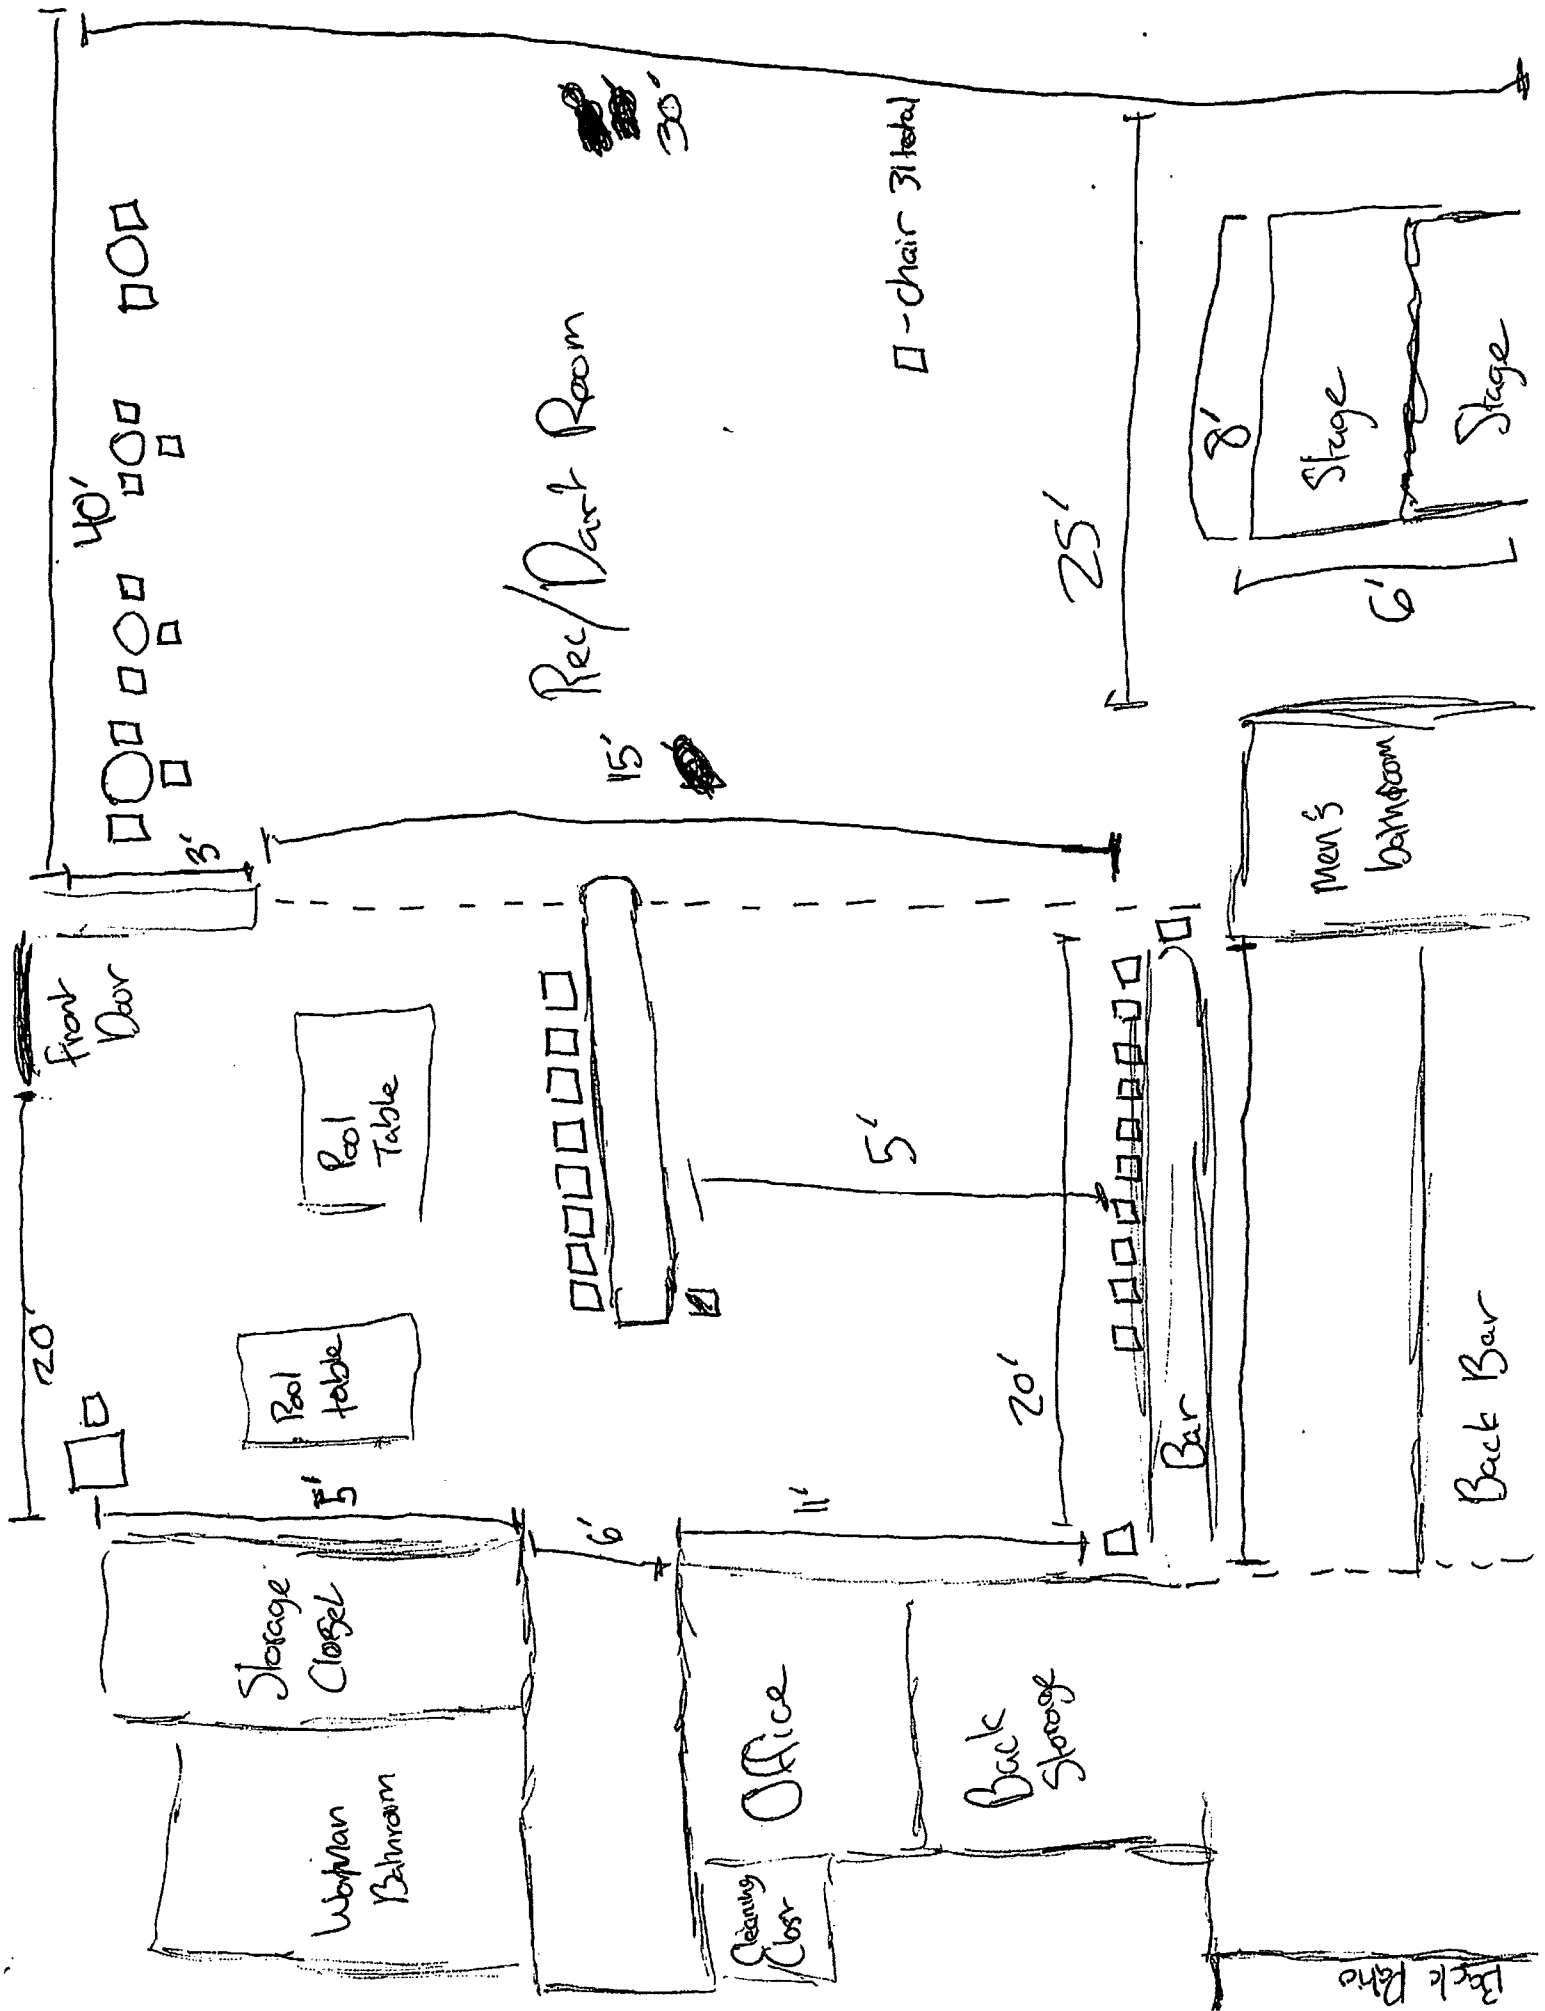 Front
Door
20'
40'
3'
30'
Pool
Table
Pool
table
5'
Storage
Closet
Woman
Bathroom
6'
11'
Office
Back
Storage
Cleaning
Closr
Rec/Dart Room
15'
□ - chair 31 total
5'
20'
25'
Bar
Back Bar
Men's
bathroom
8'
Stage
Stage
6'
Back Patio